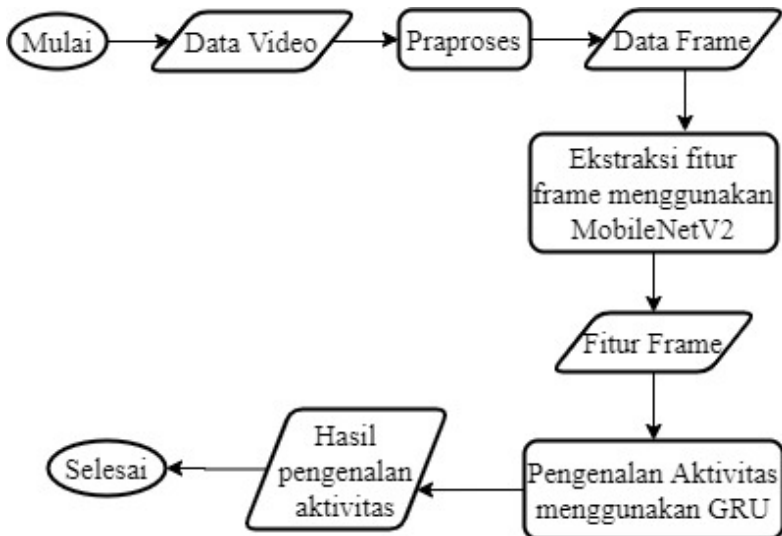 Mulai
Data Video
Praproses
Data Frame
Ekstraksi fitur
frame menggunakan
MobileNetV2
Fitur Frame
Pengenalan Aktivitas
menggunakan GRU
Hasil
pengenalan
aktivitas
Selesai